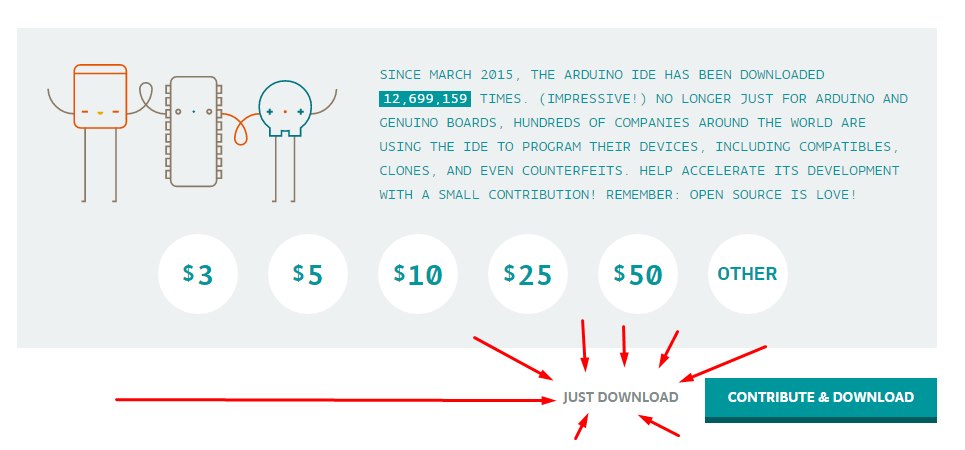 SINCE MARCH 2015, THE ARDUINO IDE HAS BEEN DOWNLOADED
12,699,159 TIMES. (IMPRESSIVE!) NO LONGER JUST FOR ARDUINO AND
GENUINO BOARDS, HUNDREDS OF COMPANIES AROUND THE WORLD ARE
USING THE IDE TO PROGRAM THEIR DEVICES, INCLUDING COMPATIBLES,
CLONES, AND EVEN COUNTERFEITS. HELP ACCELERATE ITS DEVELOPMENT
WITH A SMALL CONTRIBUTION! REMEMBER: OPEN SOURCE IS LOVE!
$3 $5 $10 $25 $50 OTHER
JUST DOWNLOAD CONTRIBUTE & DOWNLOAD